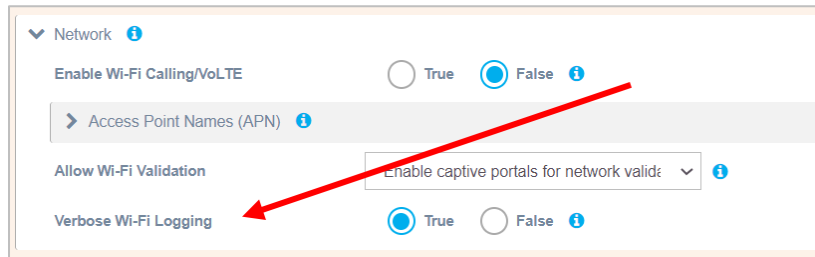 Network
Enable Wi-Fi Calling/VoLTE True False
Access Point Names (APN)
Allow Wi-Fi Validation Enable captive portals for network valida
Verbose Wi-Fi Logging True False